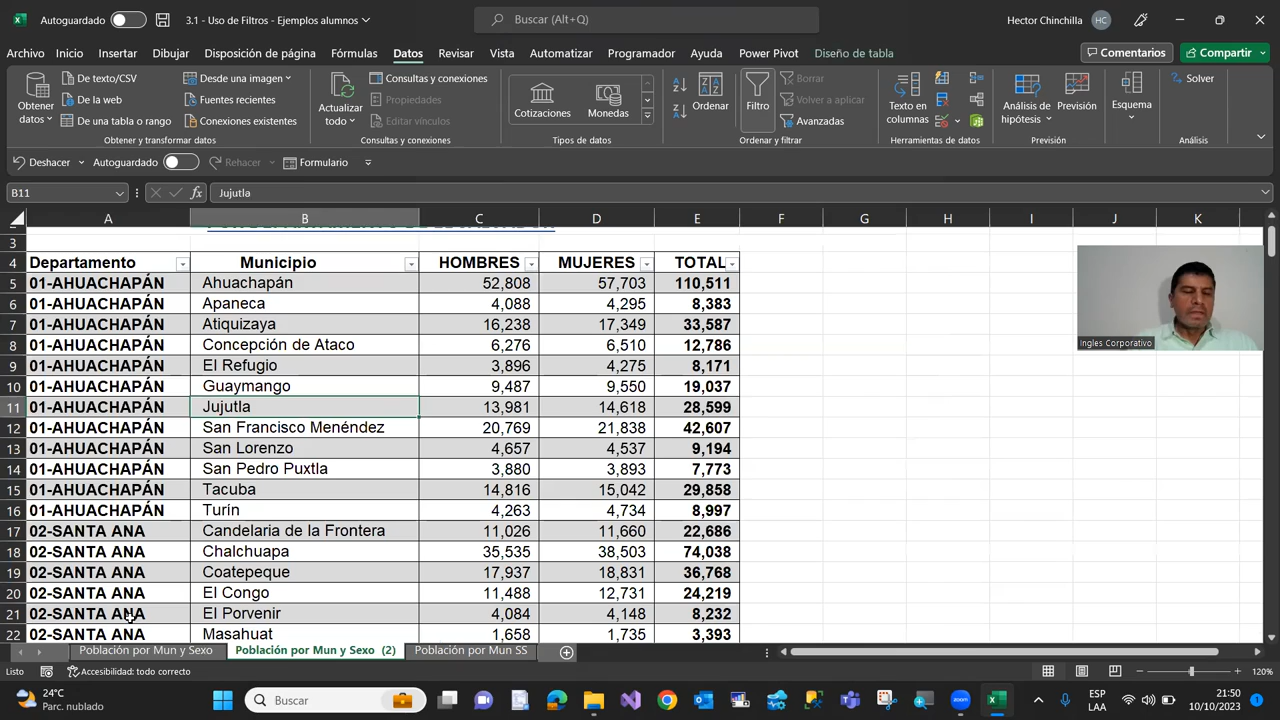 Autoguardado
3.1 - Uso de Filtros - Ejemplos alumnos
Buscar (Alt+Q)
Hector Chinchilla
HC
Archivo Inicio Insertar Dibujar Disposición de página Fórmulas Datos Revisar Vista Automatizar Programador Ayuda Power Pivot Diseño de tabla
Comentarios
Compartir
Obtener datos
De texto/CSV
De la web
De una tabla o rango
Desde una imagen
Fuentes recientes
Conexiones existentes
Obtener y transformar datos
Actualizar todo
Consultas y conexiones
Propiedades
Editar vínculos
Consultas y conexiones
Cotizaciones
Monedas
Tipos de datos
Ordenar
Filtro
Borrar
Volver a aplicar
Avanzadas
Ordenar y filtrar
Texto en columnas
Herramientas de datos
Análisis de hipótesis
Previsión
Previsión
Esquema
Solver
Análisis
Deshacer Autoguardado Rehacer Formulario
B11 fx Jujutla
A B C D E F G H I J K
3
4 Departamento Municipio HOMBRES MUJERES TOTAL
5 01-AHUACHAPÁN Ahuachapán 52,808 57,703 110,511
6 01-AHUACHAPÁN Apaneca 4,088 4,295 8,383
7 01-AHUACHAPÁN Atiquizaya 16,238 17,349 33,587
8 01-AHUACHAPÁN Concepción de Ataco 6,276 6,510 12,786
9 01-AHUACHAPÁN El Refugio 3,896 4,275 8,171
10 01-AHUACHAPÁN Guaymango 9,487 9,550 19,037
11 01-AHUACHAPÁN Jujutla 13,981 14,618 28,599
12 01-AHUACHAPÁN San Francisco Menéndez 20,769 21,838 42,607
13 01-AHUACHAPÁN San Lorenzo 4,657 4,537 9,194
14 01-AHUACHAPÁN San Pedro Puxtla 3,880 3,893 7,773
15 01-AHUACHAPÁN Tacuba 14,816 15,042 29,858
16 01-AHUACHAPÁN Turín 4,263 4,734 8,997
17 02-SANTA ANA Candelaria de la Frontera 11,026 11,660 22,686
18 02-SANTA ANA Chalchuapa 35,535 38,503 74,038
19 02-SANTA ANA Coatepeque 17,937 18,831 36,768
20 02-SANTA ANA El Congo 11,488 12,731 24,219
21 02-SANTA ANA El Porvenir 4,084 4,148 8,232
22 02-SANTA ANA Masahuat 1,658 1,735 3,393
Ingles Corporativo
Población por Mun y Sexo Población por Mun y Sexo (2) Población por Mun SS
Listo Accesibilidad: todo correcto 120%
24°C
Parc. nublado
Buscar
ESP
LAA
21:50
10/10/2023